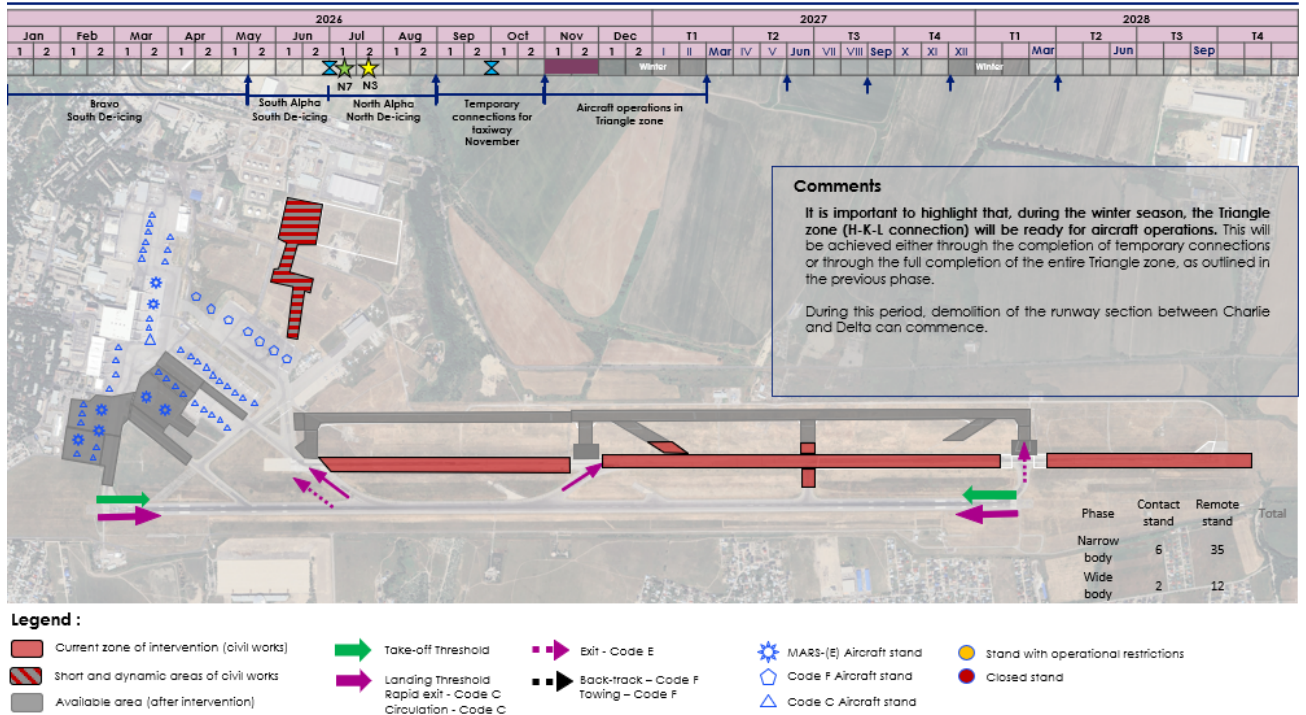 2026 2027 2028
Jan Feb Mar Apr May Jun Jul Aug Sep Oct Nov Dec T1 T2 T3 T4 T1 T2 T3 T4
1 2 1 2 1 2 1 2 1 2 1 2 1 2 1 2 1 2 1 2 1 2 1 2 I II Mar IV V Jun VII VIII Sep X XI XII Mar Jun Sep
Winter Winter
N7 N3
Bravo
South De-icing
South Alpha
South De-icing
North Alpha
North De-icing
Temporary
connections for
taxiway
November
Aircraft operations in
Triangle zone
Comments
It is important to highlight that, during the winter season, the Triangle
zone (H-K-L connection) will be ready for aircraft operations. This will
be achieved either through the completion of temporary connections
or through the full completion of the entire Triangle zone, as outlined in
the previous phase.
During this period, demolition of the runway section between Charlie
and Delta can commence.
Phase Contact stand Remote stand Total
Narrow body 6 35
Wide body 2 12
Legend :
Current zone of intervention (civil works)
Short and dynamic areas of civil works
Available area (after intervention)
Take-off Threshold
Landing Threshold
Rapid exit - Code C
Circulation - Code C
Exit - Code E
Back-track – Code F
Towing – Code F
MARS-(E) Aircraft stand
Code F Aircraft stand
Code C Aircraft stand
Stand with operational restrictions
Closed stand